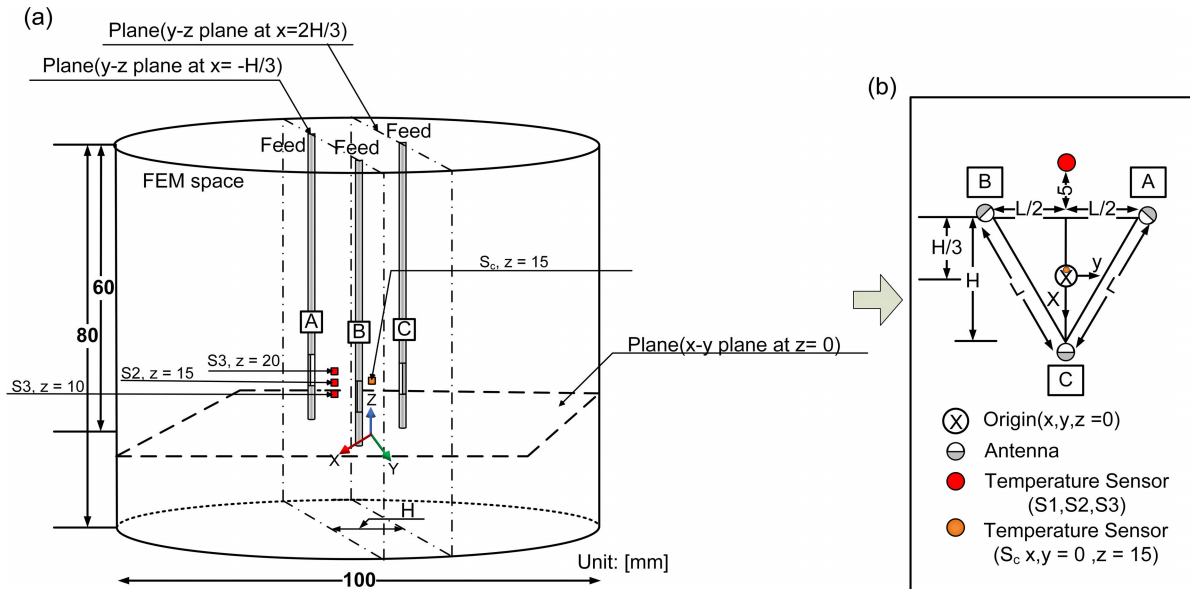 (a)
Plane(y-z plane at x=2H/3)
Plane(y-z plane at x= -H/3)
Feed
Feed
Feed
FEM space
S_c, z = 15
60
80
A
B
C
S3, z = 20
S2, z = 15
S3, z = 10
Plane(x-y plane at z= 0)
Z
X
Y
H
Unit: [mm]
100
(b)
B
A
5
L/2
L/2
H/3
H
X
y
X
L
L
C
X
Origin(x,y,z =0)
Antenna
Temperature Sensor
(S1,S2,S3)
Temperature Sensor
(S_c x,y = 0 ,z = 15)